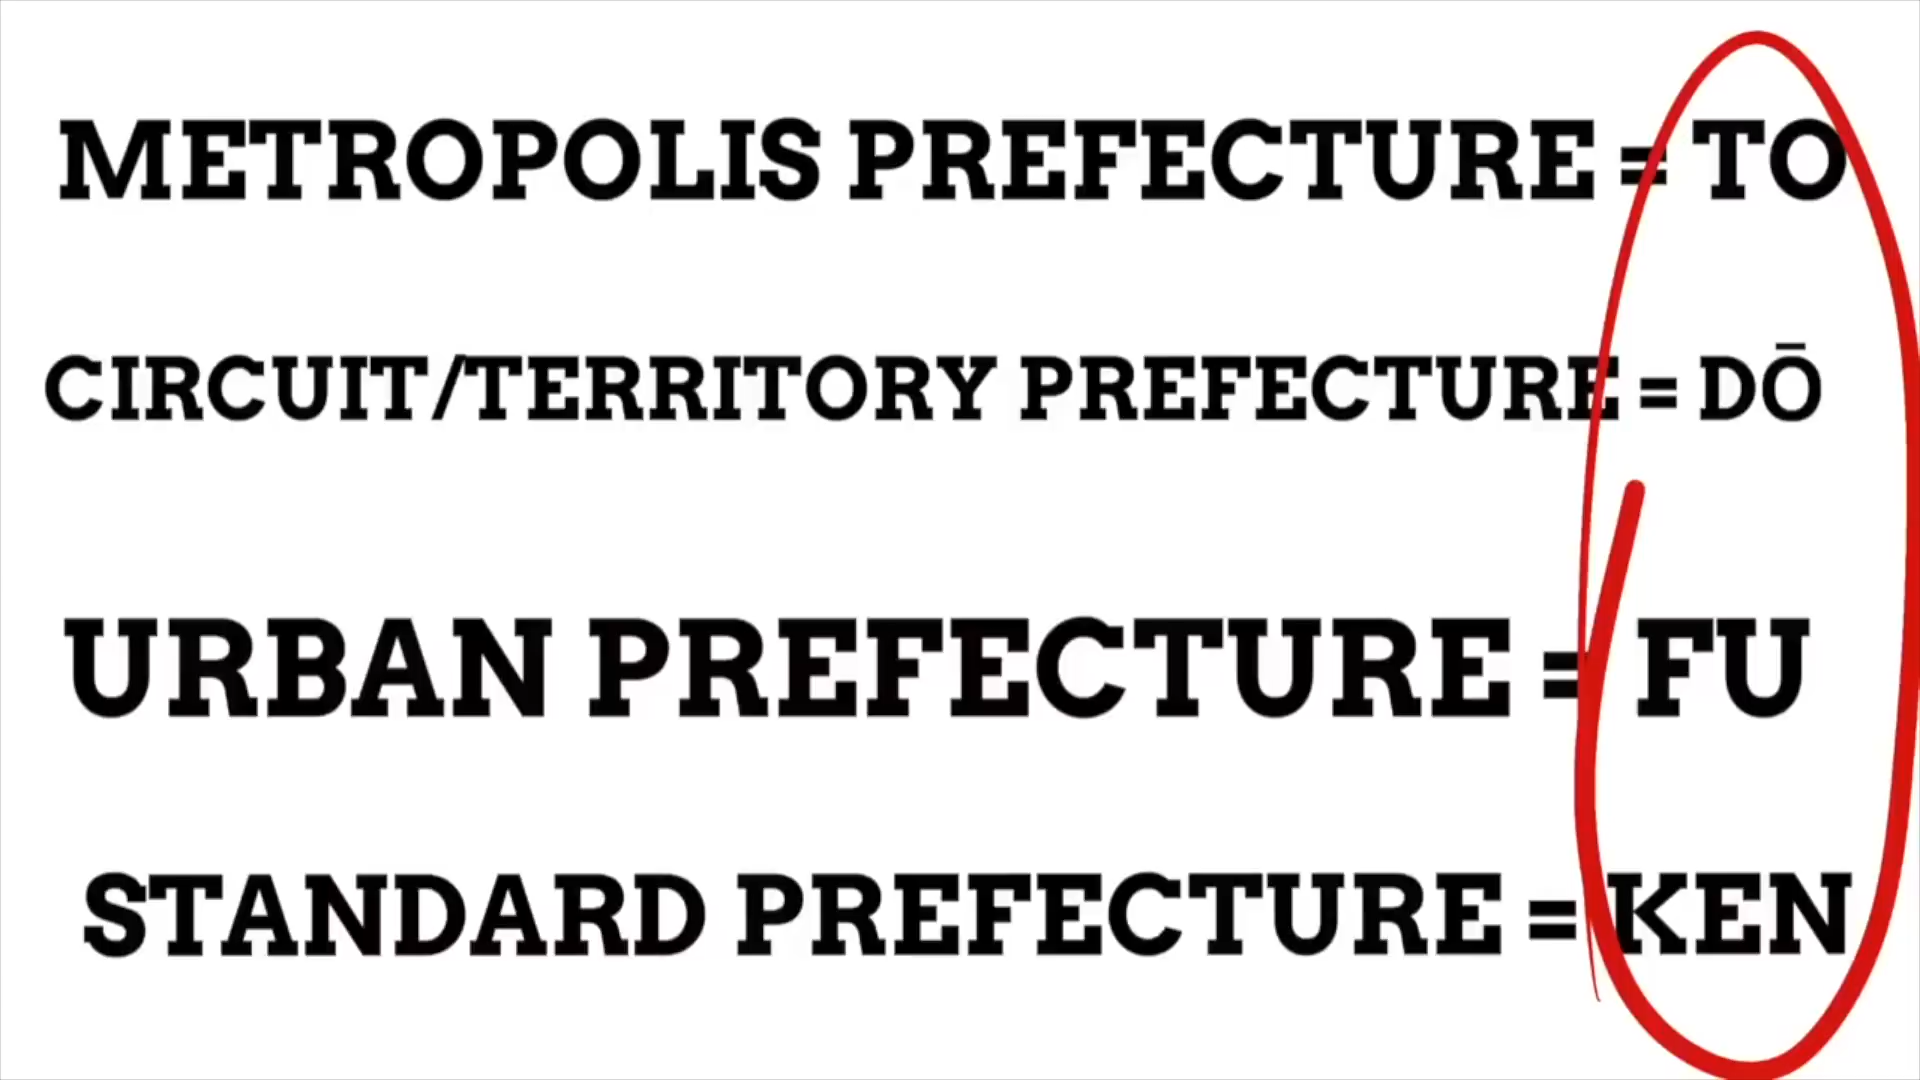 METROPOLIS PREFECTURE = TO
CIRCUIT/TERRITORY PREFECTURE = DŌ
URBAN PREFECTURE = FU
STANDARD PREFECTURE = KEN